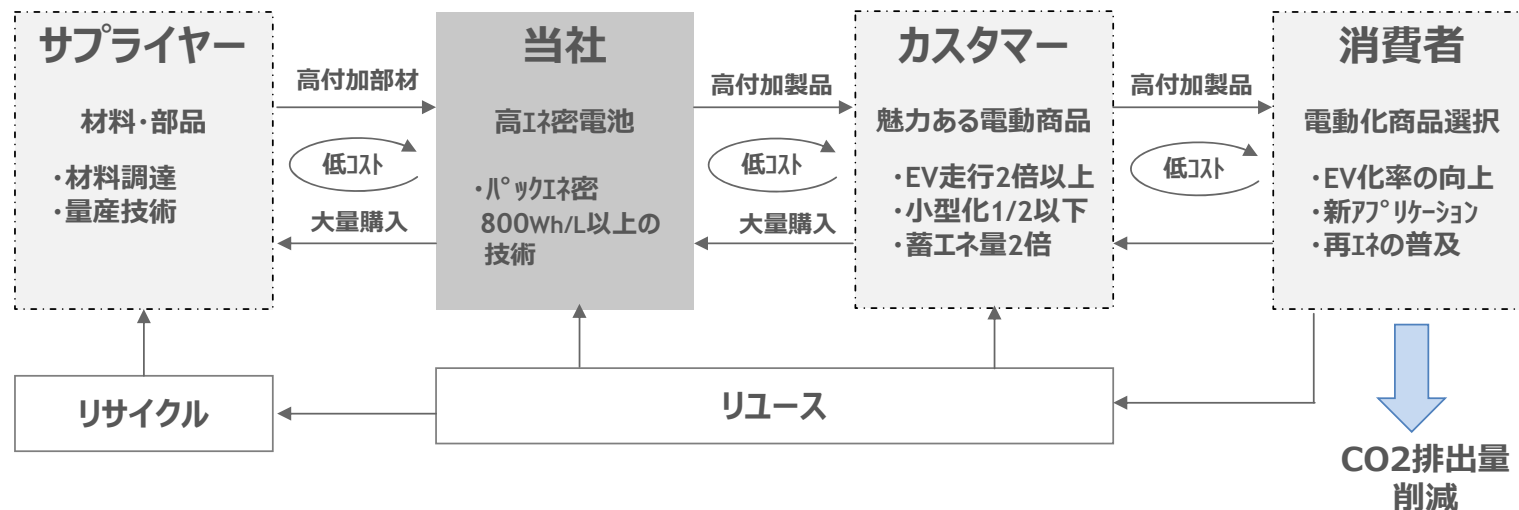 サプライヤー
材料・部品
・材料調達
・量産技術
高付加部材
低ｺｽﾄ
大量購入
当社
高ｴﾈ密電池
・ﾊﾟｯｸｴﾈ密
800Wh/L以上の
技術
高付加製品
低ｺｽﾄ
大量購入
カスタマー
魅力ある電動商品
・EV走行2倍以上
・小型化1/2以下
・蓄エネ量2倍
高付加製品
低ｺｽﾄ
消費者
電動化商品選択
・EV化率の向上
・新ｱﾌﾟﾘｹｰｼｮﾝ
・再ｴﾈの普及
リサイクル
リユース
CO2排出量
削減